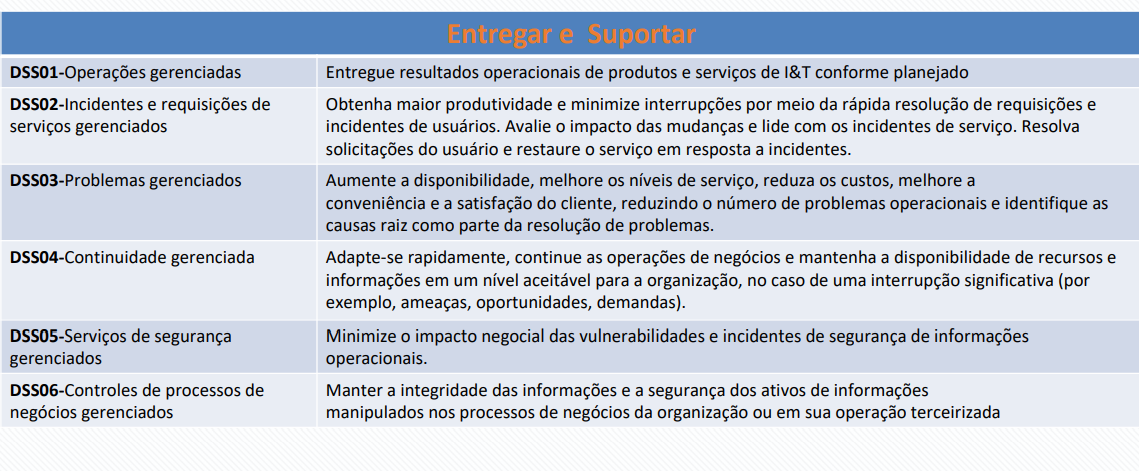 Entregar e Suportar
DSS01-Operações gerenciadas
Entregue resultados operacionais de produtos e serviços de I&T conforme planejado
DSS02-Incidentes e requisições de
serviços gerenciados
Obtenha maior produtividade e minimize interrupções por meio da rápida resolução de requisições e
incidentes de usuários. Avalie o impacto das mudanças e lide com os incidentes de serviço. Resolva
solicitações do usuário e restaure o serviço em resposta a incidentes.
DSS03-Problemas gerenciados
Aumente a disponibilidade, melhore os níveis de serviço, reduza os custos, melhore a
conveniência e a satisfação do cliente, reduzindo o número de problemas operacionais e identifique as
causas raiz como parte da resolução de problemas.
DSS04-Continuidade gerenciada
Adapte-se rapidamente, continue as operações de negócios e mantenha a disponibilidade de recursos e
informações em um nível aceitável para a organização, no caso de uma interrupção significativa (por
exemplo, ameaças, oportunidades, demandas).
DSS05-Serviços de segurança
gerenciados
Minimize o impacto negocial das vulnerabilidades e incidentes de segurança de informações
operacionais.
DSS06-Controles de processos de
negócios gerenciados
Manter a integridade das informações e a segurança dos ativos de informações
manipulados nos processos de negócios da organização ou em sua operação terceirizada